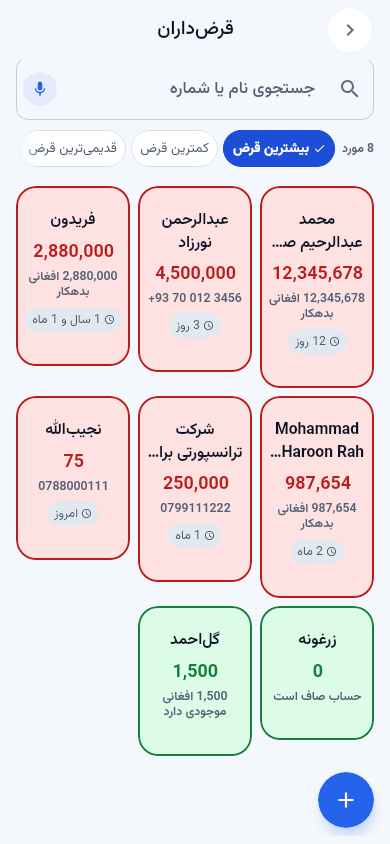 قرض‌داران
جستجوی نام یا شماره
8 مورد
بیشترین قرض
کمترین قرض
قدیمی‌ترین قرض
محمد
عبدالرحیم صـ...
12,345,678
12,345,678 افغانی
بدهکار
12 روز
عبدالرحمن
نورزاد
4,500,000
+93 70 012 3456
3 روز
فریدون
2,880,000
2,880,000 افغانی
بدهکار
1 سال و 1 ماه
Mohammad
Haroon Rah...
987,654
987,654 افغانی
بدهکار
2 ماه
شرکت
ترانسپورتی برا...
250,000
0799111222
1 ماه
نجیب‌الله
75
0788000111
امروز
زرغونه
0
حساب صاف است
گل‌احمد
1,500
1,500 افغانی
موجودی دارد